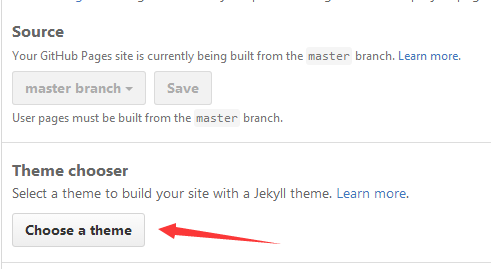 Source
Your GitHub Pages site is currently being built from the master branch. Learn more.
master branch Save
User pages must be built from the master branch.
Theme chooser
Select a theme to build your site with a Jekyll theme. Learn more.
Choose a theme